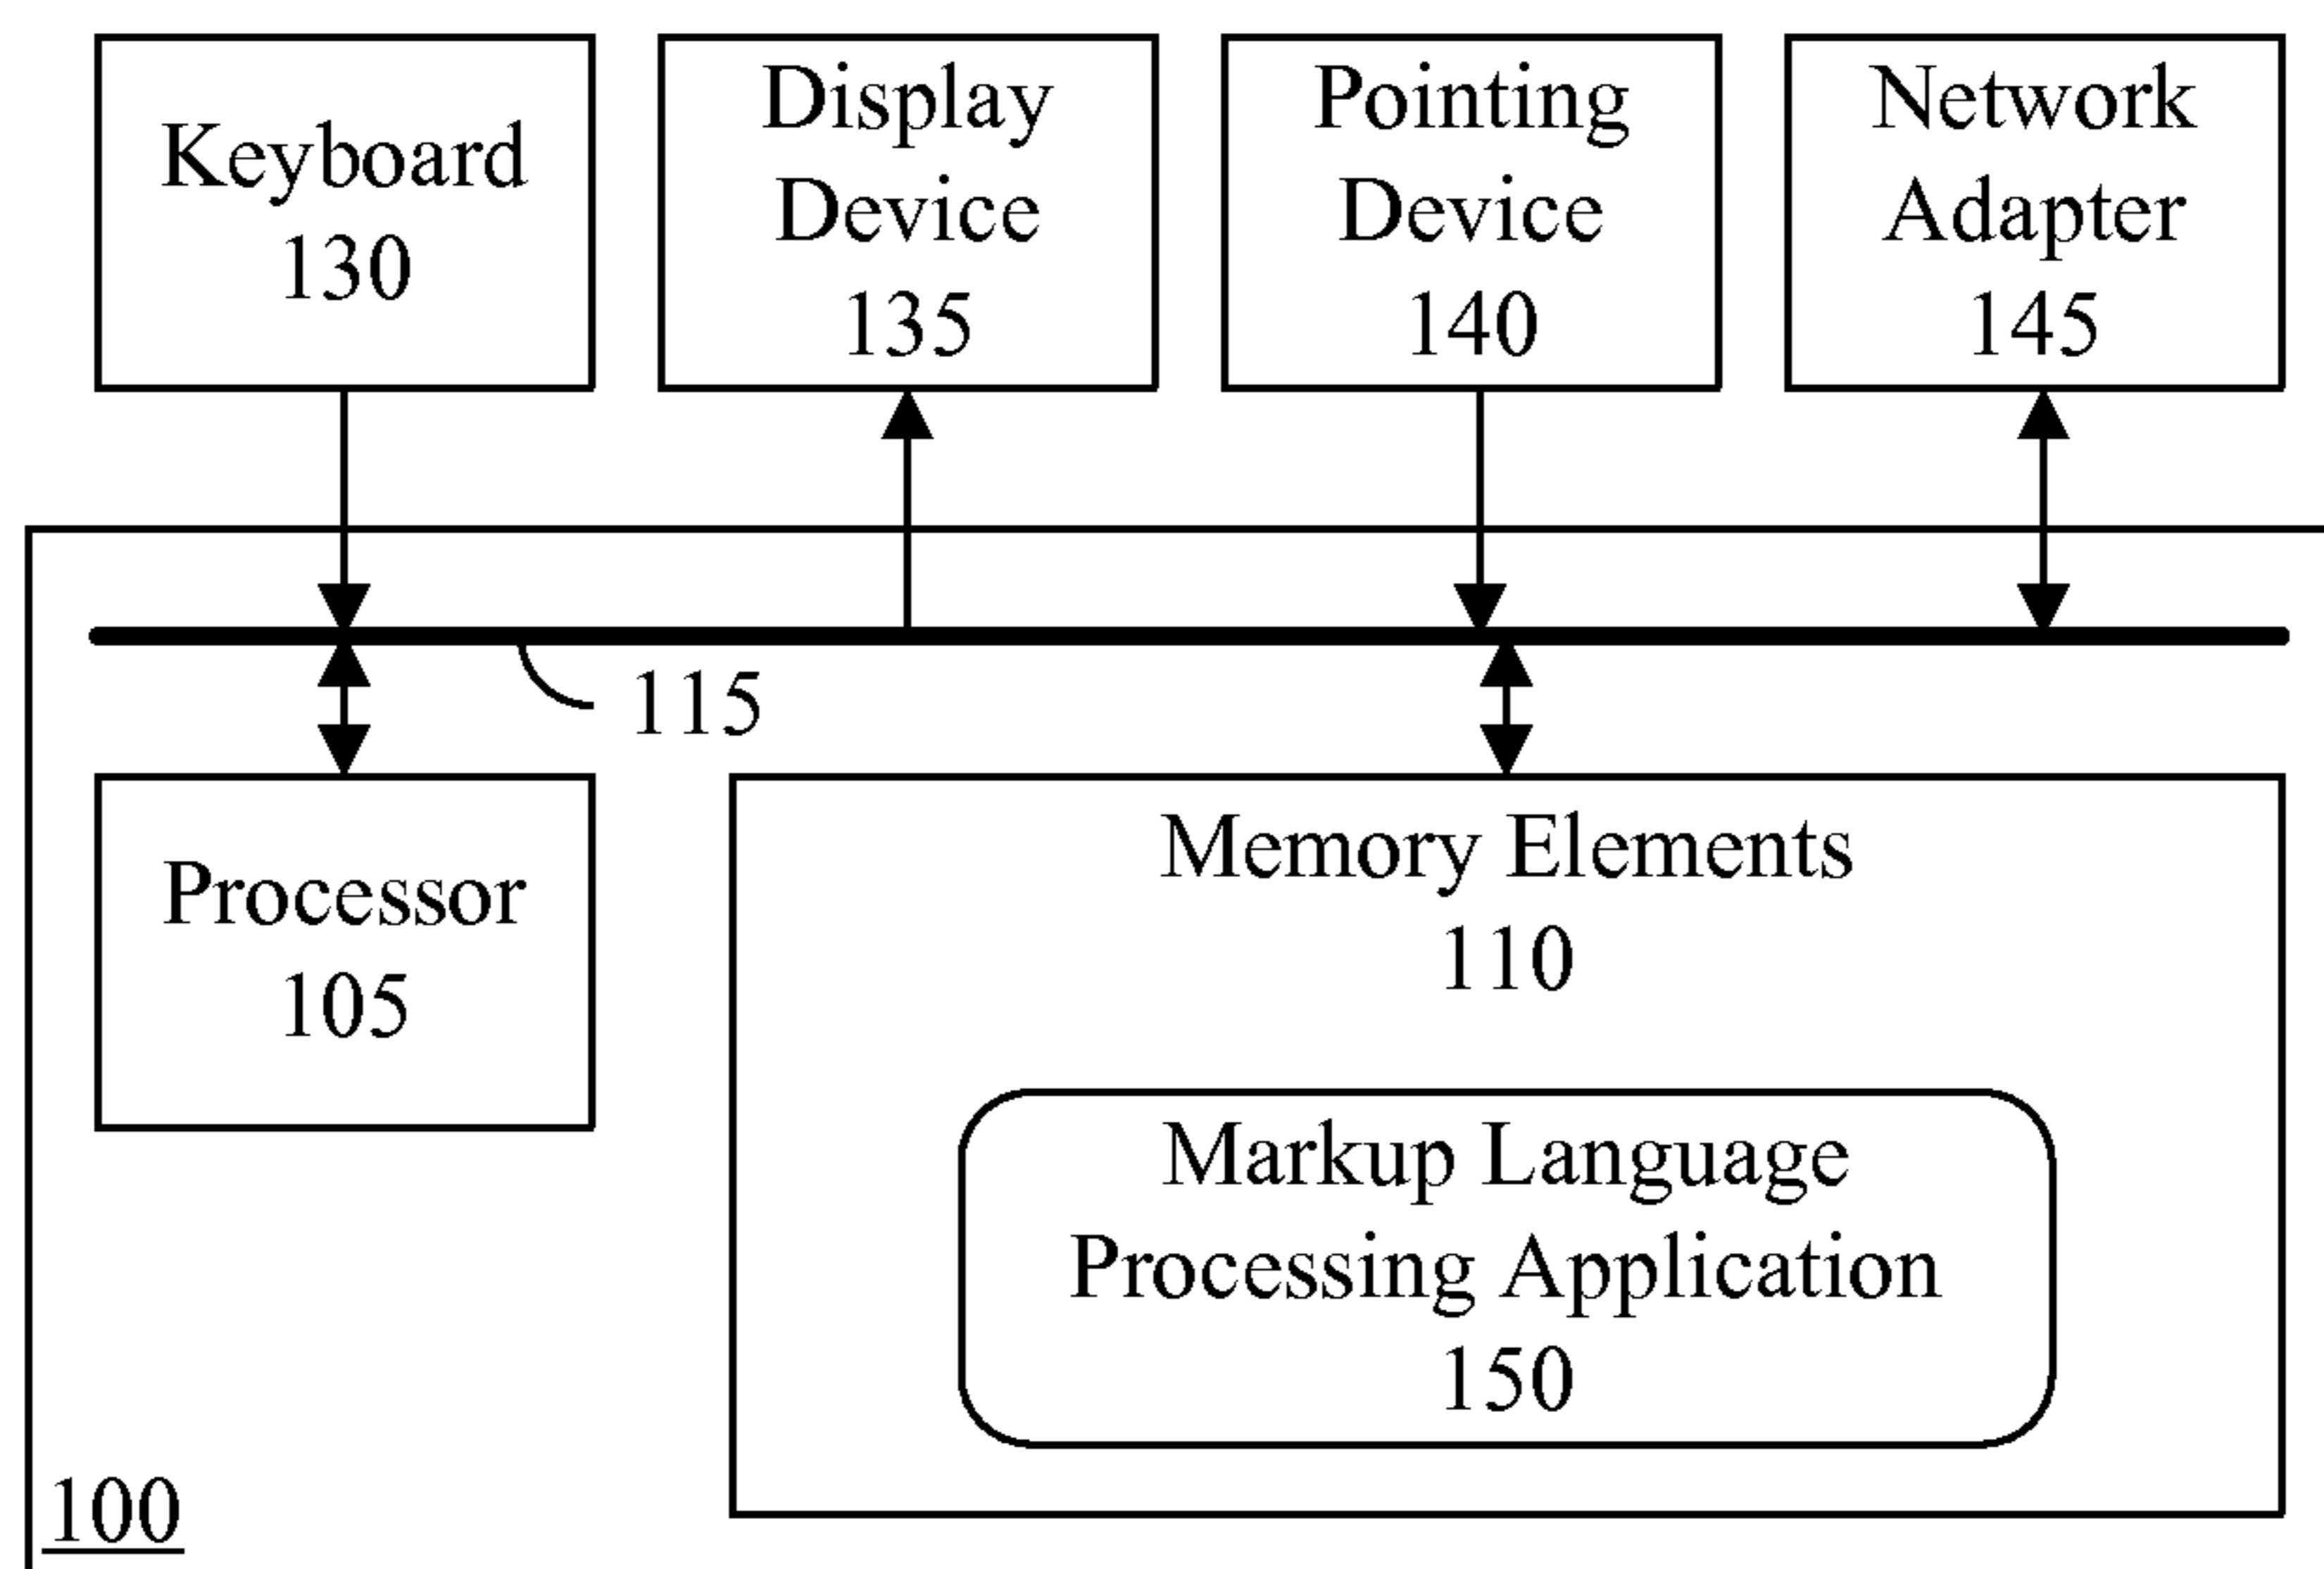 Keyboard
130
Display
Device
135
Pointing
Device
140
Network
Adapter
145
115
Processor
105
Memory Elements
110
Markup Language
Processing Application
150
100